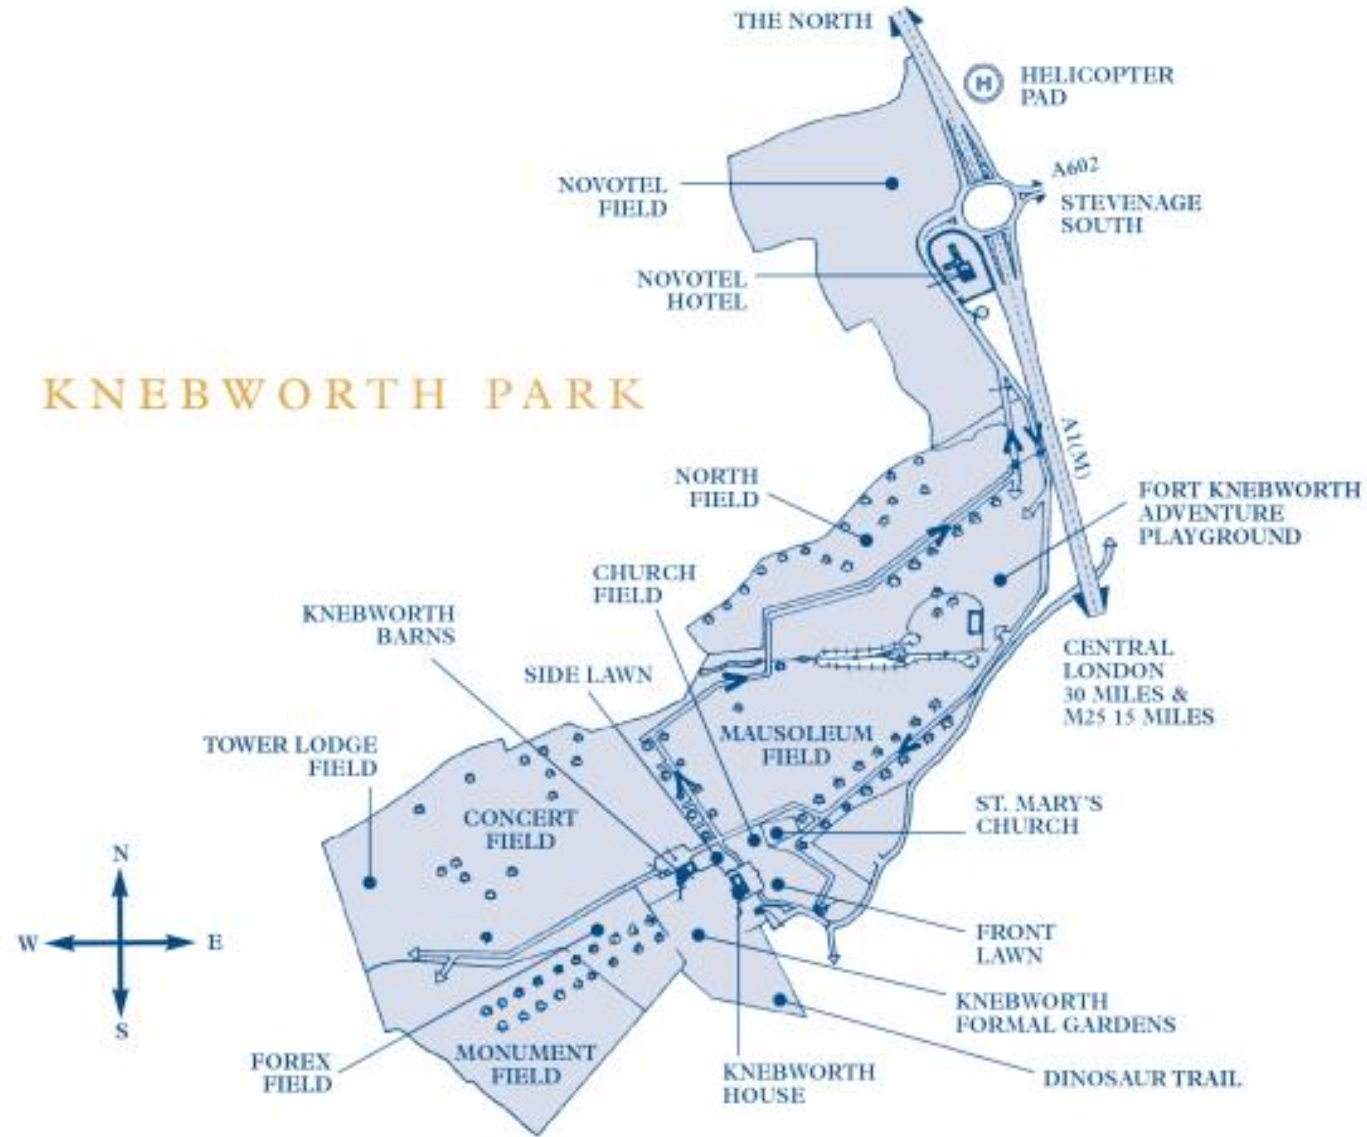 THE NORTH
H
HELICOPTER
PAD
A602
NOVOTEL
FIELD
STEVENAGE
SOUTH
NOVOTEL
HOTEL
KNEBWORTH PARK
A1(M)
NORTH
FIELD
FORT KNEBWORTH
ADVENTURE
PLAYGROUND
CHURCH
FIELD
KNEBWORTH
BARNS
SIDE LAWN
CENTRAL
LONDON
30 MILES &
M25 15 MILES
MAUSOLEUM
FIELD
TOWER LODGE
FIELD
CONCERT
FIELD
ST. MARY'S
CHURCH
N
W
E
S
FRONT
LAWN
KNEBWORTH
FORMAL GARDENS
FOREX
FIELD
MONUMENT
FIELD
KNEBWORTH
HOUSE
DINOSAUR TRAIL